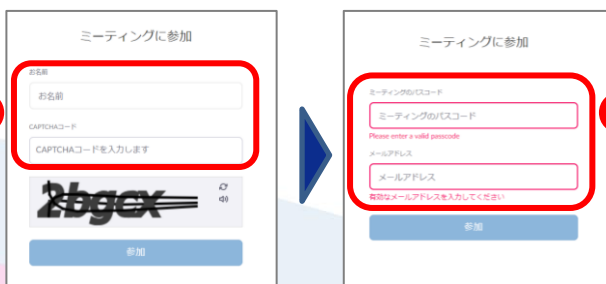 ミーティングに参加
お名前
お名前
CAPTCHAコード
CAPTCHAコードを入力します
2bgcx
参加
ミーティングに参加
ミーティングのパスコード
ミーティングのパスコード
Please enter a valid passcode
メールアドレス
メールアドレス
有効なメールアドレスを入力してください
参加